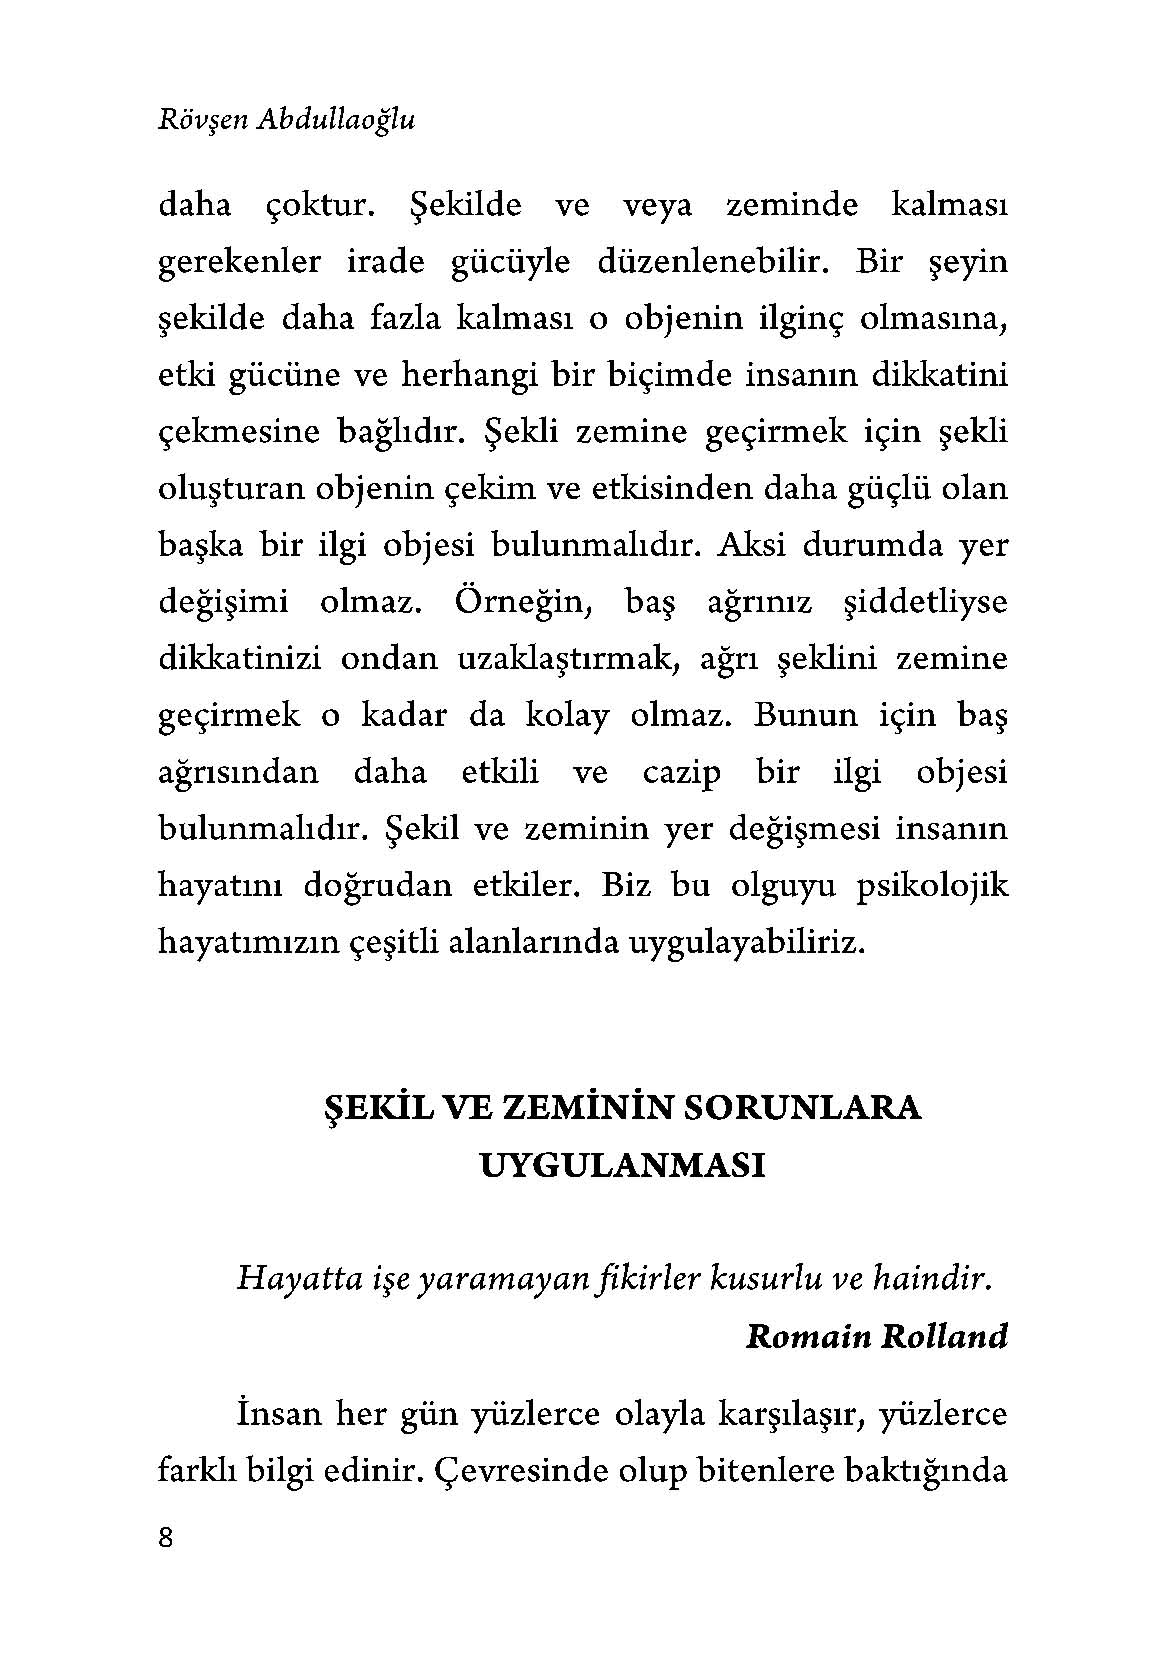 Rövşen Abdullaoğlu
daha çoktur. Şekilde ve veya zeminde kalması
gerekenler irade gücüyle düzenlenebilir. Bir şeyin
şekilde daha fazla kalması o objenin ilginç olmasına,
etki gücüne ve herhangi bir biçimde insanın dikkatini
çekmesine bağlıdır. Şekli zemine geçirmek için şekli
oluşturan objenin çekim ve etkisinden daha güçlü olan
başka bir ilgi objesi bulunmalıdır. Aksi durumda yer
değişimi olmaz. Örneğin, baş ağrınız şiddetliyse
dikkatinizi ondan uzaklaştırmak, ağrı şeklini zemine
geçirmek o kadar da kolay olmaz. Bunun için baş
ağrısından daha etkili ve cazip bir ilgi objesi
bulunmalıdır. Şekil ve zeminin yer değişmesi insanın
hayatını doğrudan etkiler. Biz bu olguyu psikolojik
hayatımızın çeşitli alanlarında uygulayabiliriz.
ŞEKİL VE ZEMİNİN SORUNLARA
UYGULANMASI
Hayatta işe yaramayan fikirler kusurlu ve haindir.
Romain Rolland
İnsan her gün yüzlerce olayla karşılaşır, yüzlerce
farklı bilgi edinir. Çevresinde olup bitenlere baktığında
8